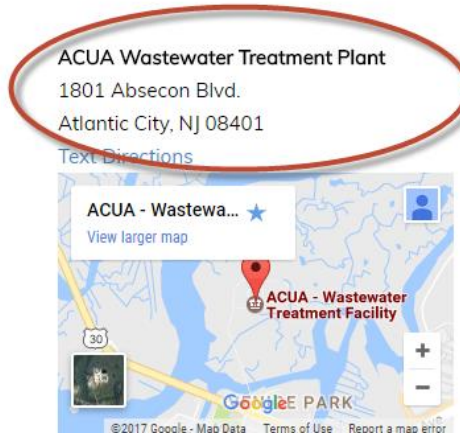 ACUA Wastewater Treatment Plant
1801 Absecon Blvd.
Atlantic City, NJ 08401
Text Directions
ACUA - Wastewa...
View larger map
ACUA - Wastewater
Treatment Facility
30
+
−
Google
PARK
©2017 Google - Map Data Terms of Use Report a map error